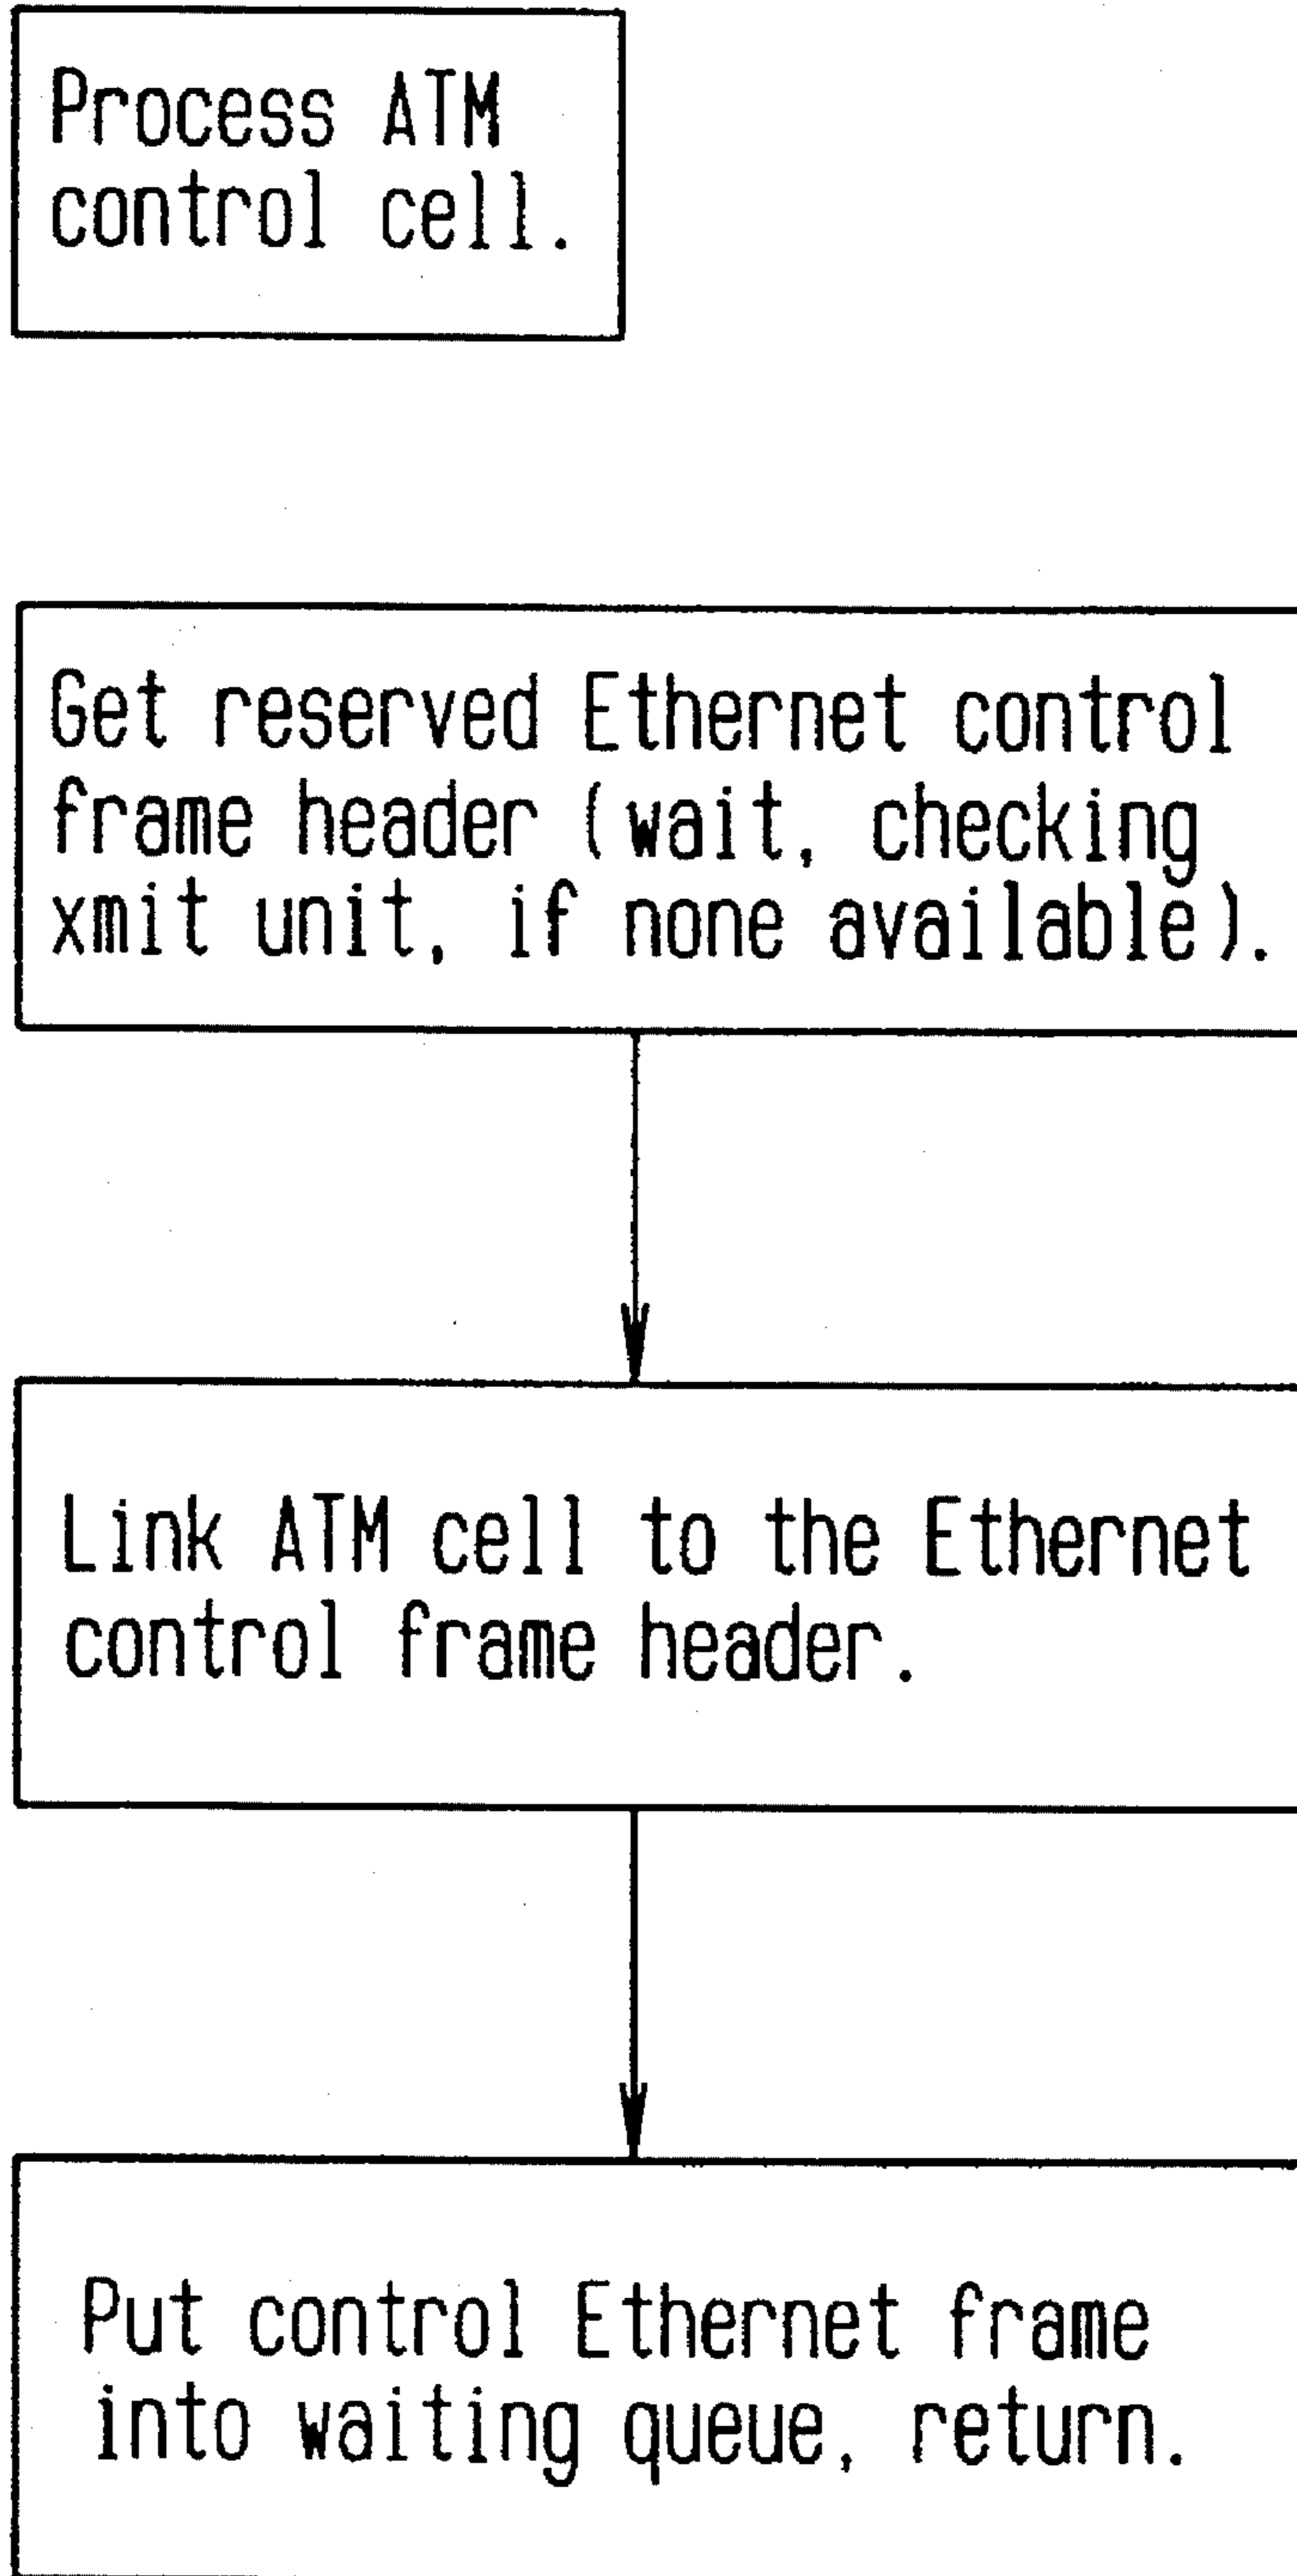 Process ATM
control cell.
Get reserved Ethernet control
frame header (wait, checking
xmit unit, if none available).
Link ATM cell to the Ethernet
control frame header.
Put control Ethernet frame
into waiting queue, return.